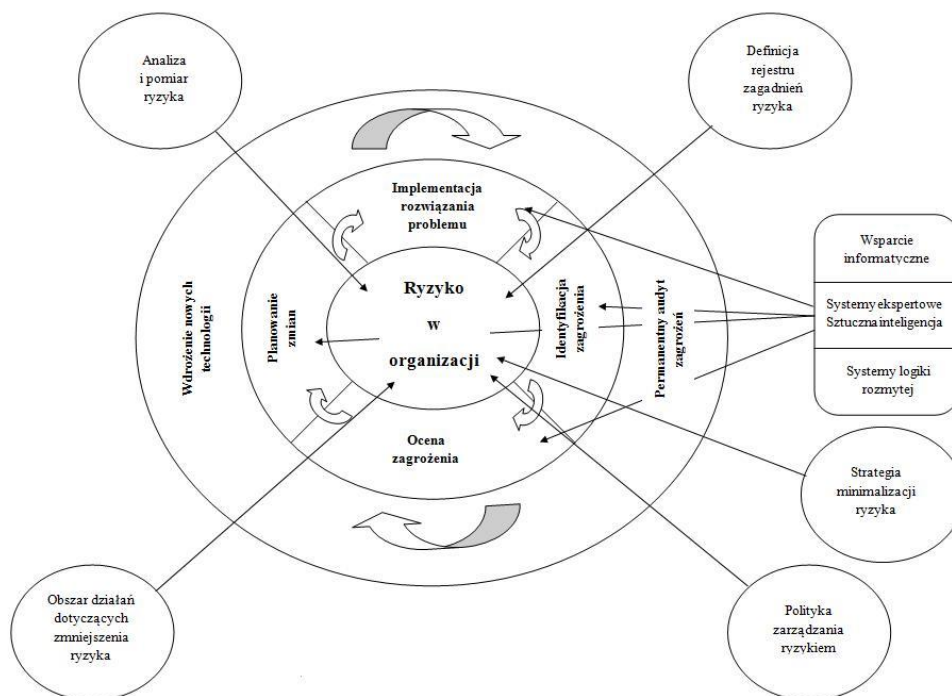 Analiza
i pomiar
ryzyka
Definicja
rejestru
zagadnień
ryzyka
Implementacja
rozwiązania
problemu
Wsparcie
informatyczne
Systemy ekspertowe
Sztuczna inteligencja
Systemy logiki
rozmytej
Wdrożenie nowych
technologii
Planowanie
zmian
Ryzyko
w
organizacji
Identyfikacja
zagrożenia
Permanentny audyt
zagrożeń
Ocena
zagrożenia
Strategia
minimalizacji
ryzyka
Obszar działań
dotyczących
zmniejszenia
ryzyka
Polityka
zarządzania
ryzykiem